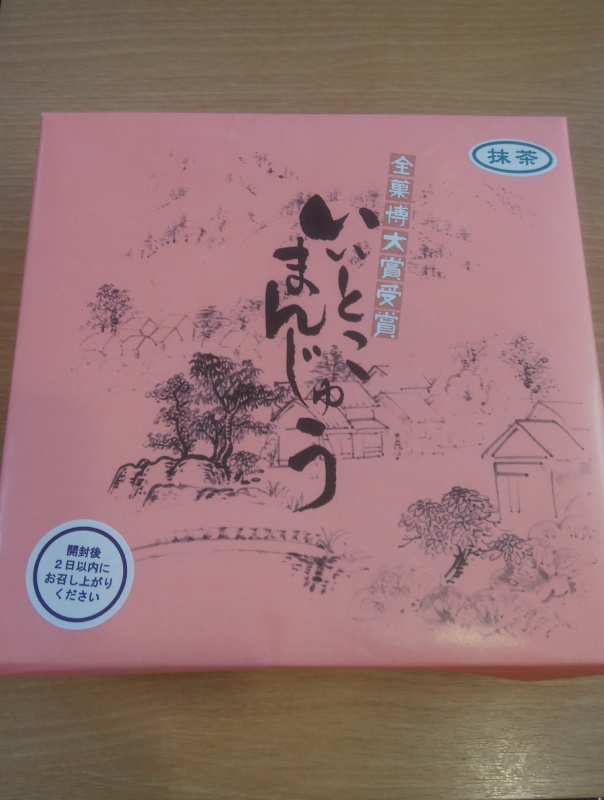 抹茶
全菓博大賞受賞
いいとこ
まんじゅう
開封後
2日以内に
お召し上がり
ください